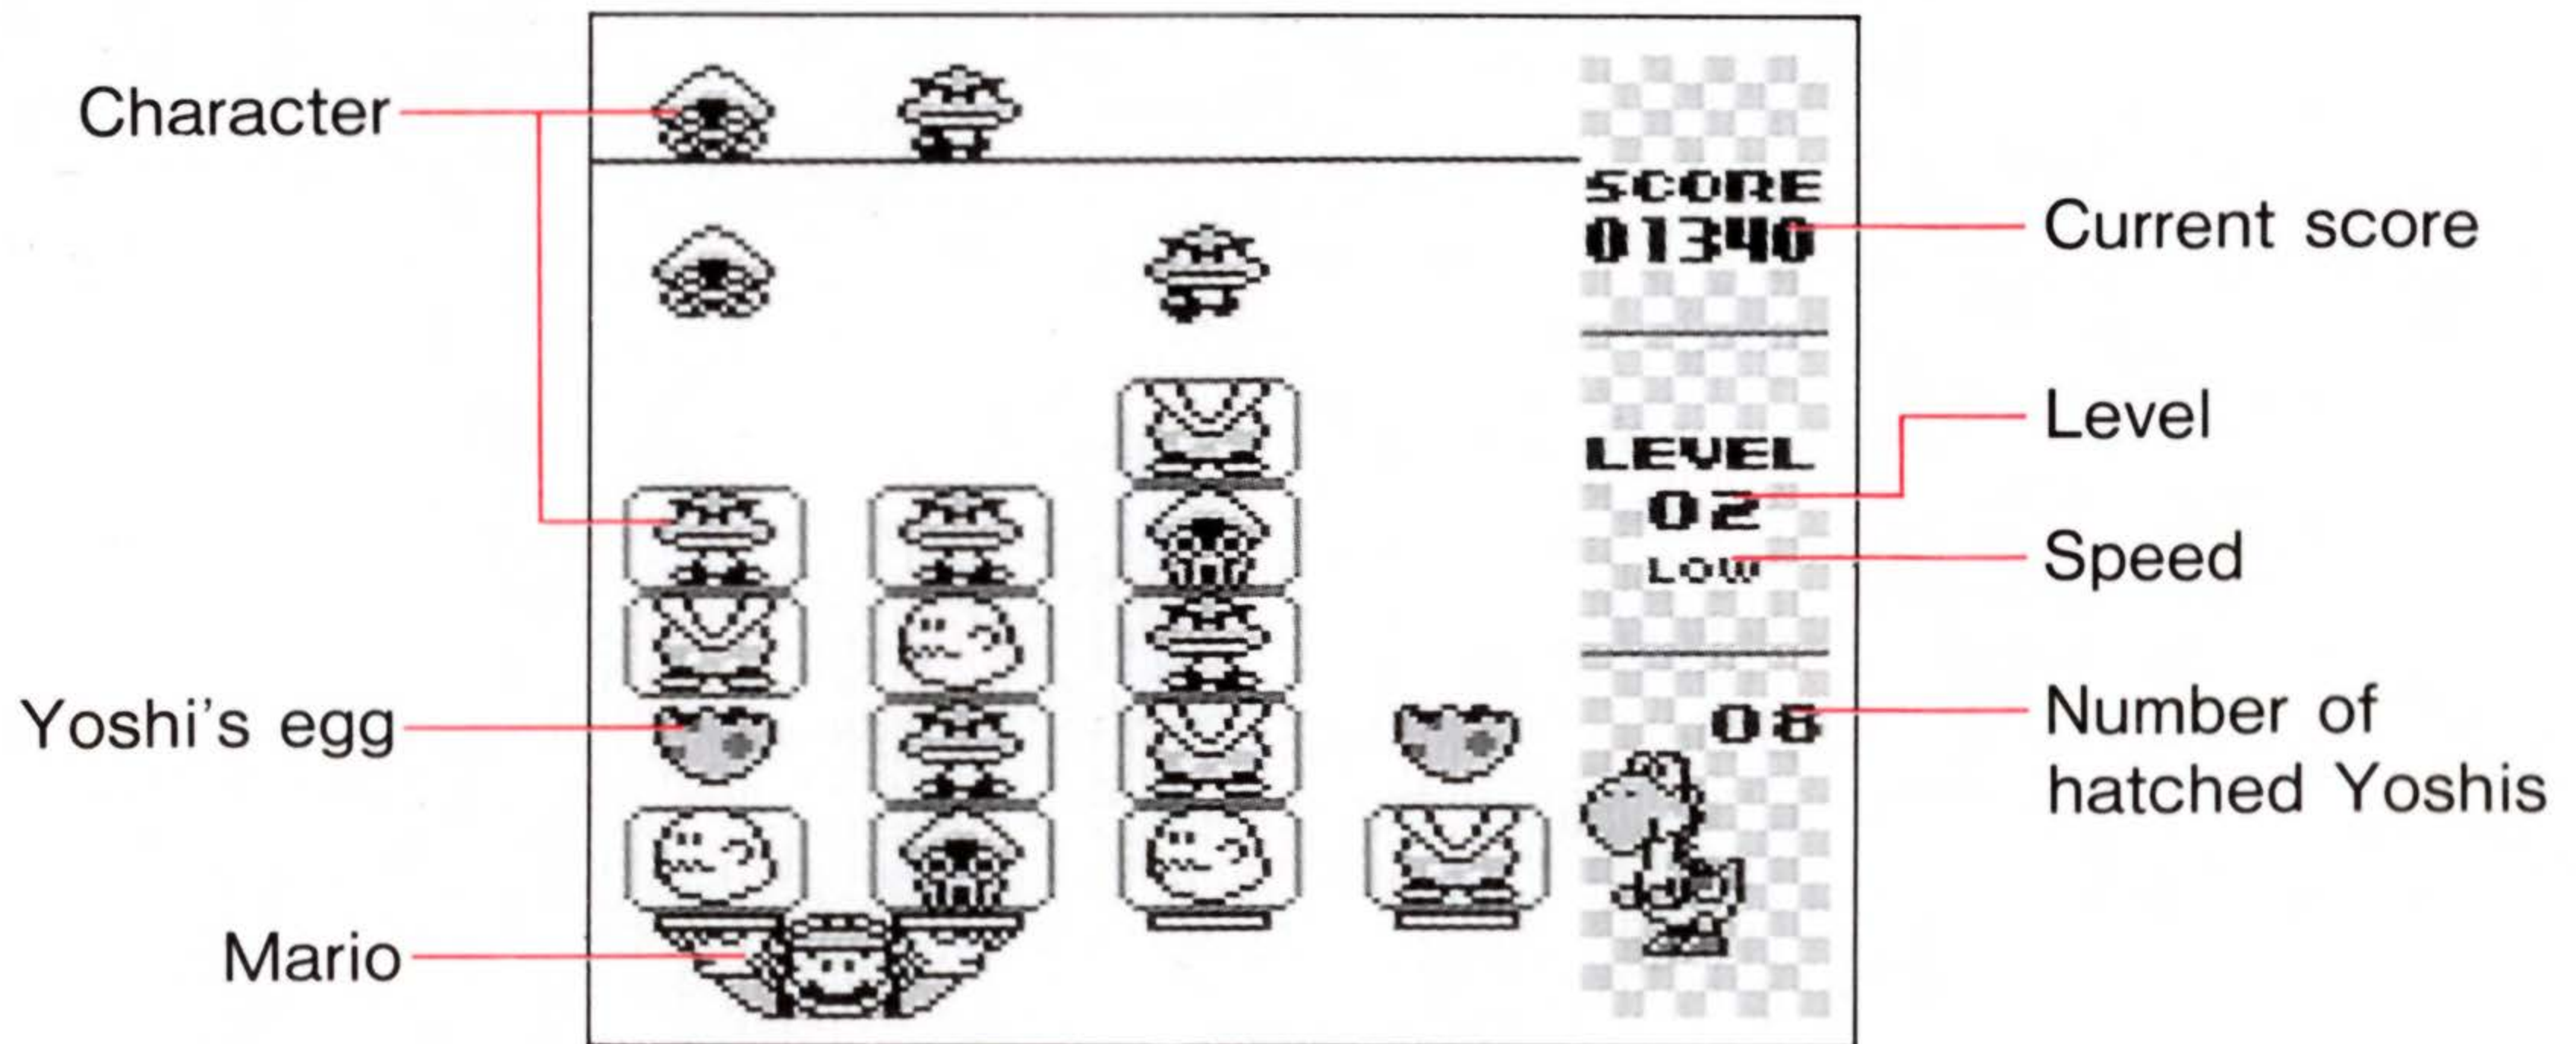 Character
SCORE
01340
Current score
Level
LEVEL
02
Speed
LOW
Yoshi's egg
Number of
hatched Yoshis
08
Mario